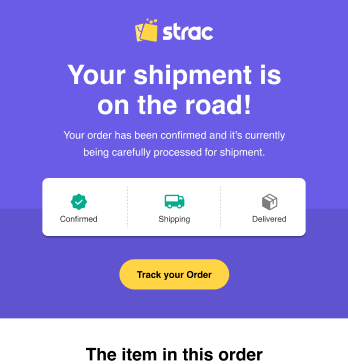 strac
Your shipment is
on the road!
Your order has been confirmed and it's currently
being carefully processed for shipment.
Confirmed
Shipping
Delivered
Track your Order
The item in this order